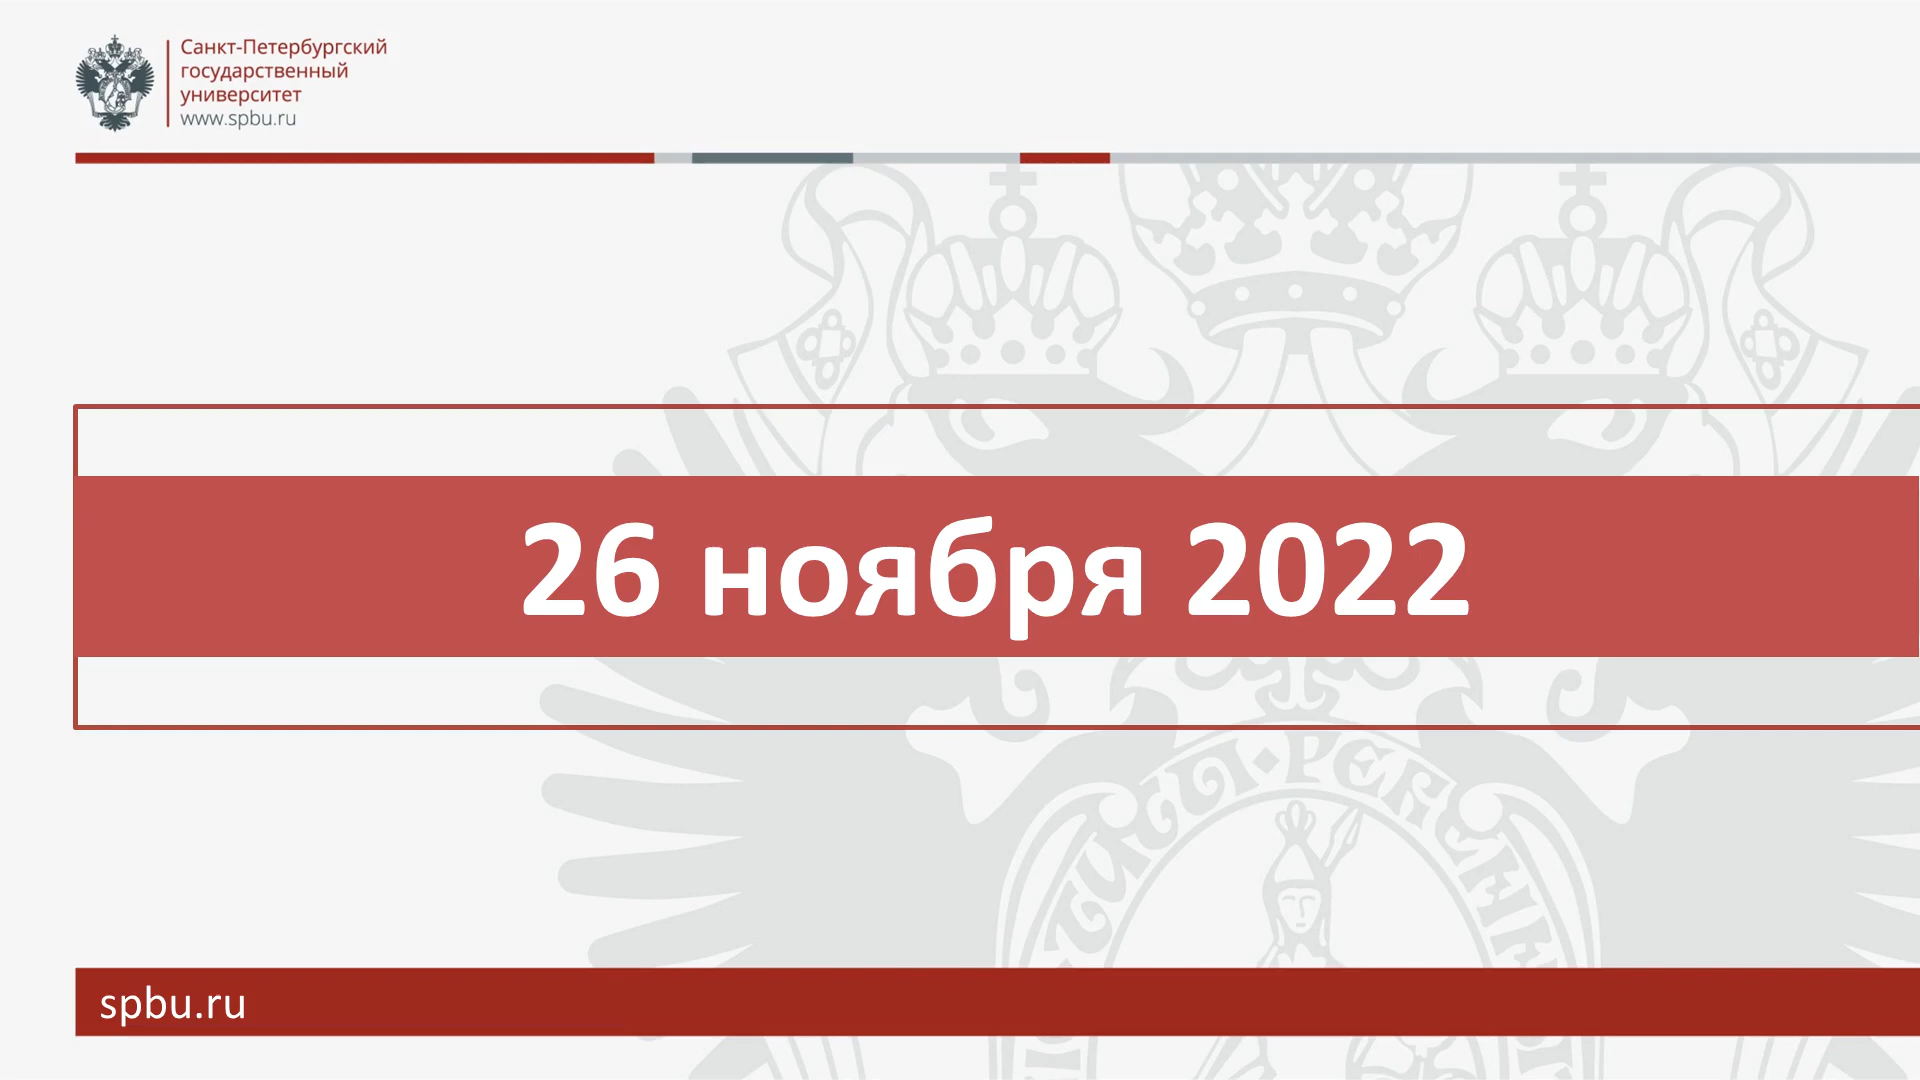 Санкт-Петербургский
государственный
университет
www.spbu.ru
26 ноября 2022
spbu.ru